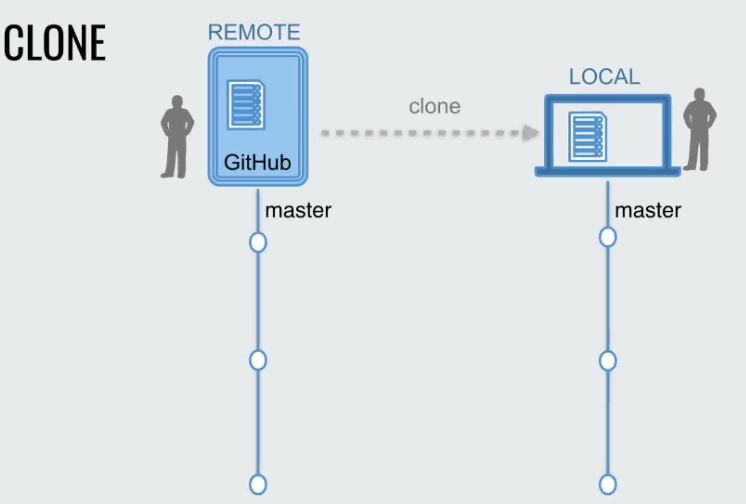 CLONE
REMOTE
LOCAL
clone
GitHub
master
master